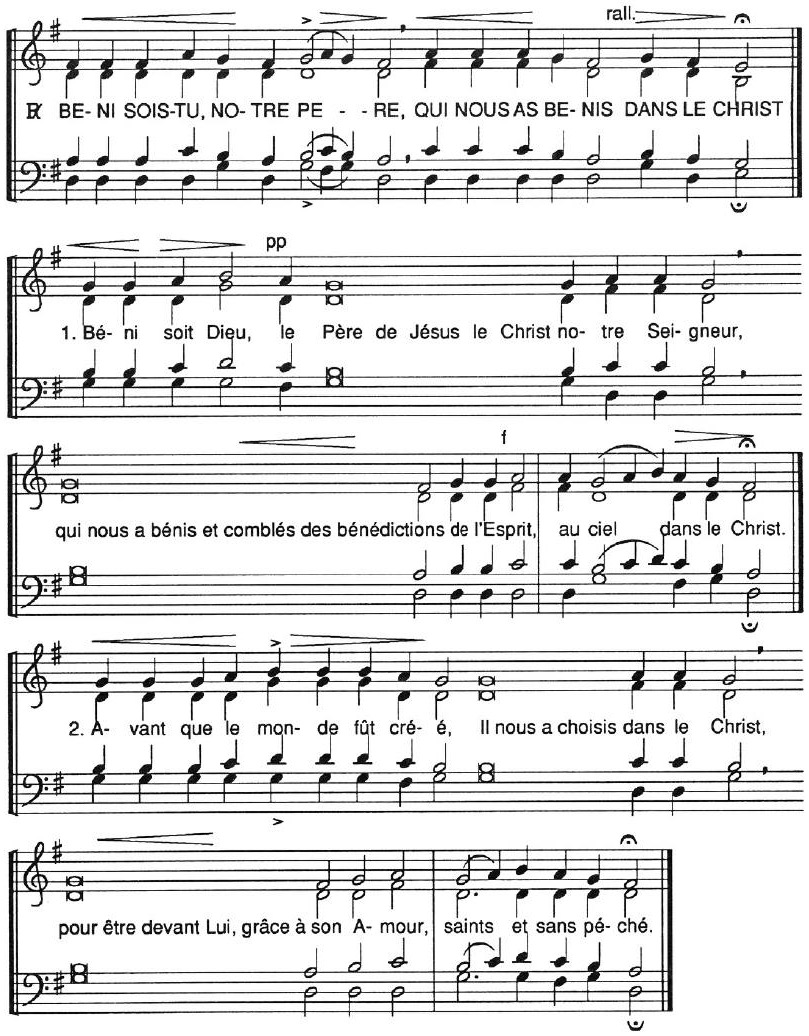 rall.
℟ BE- NI SOIS-TU, NO- TRE PE - - RE, QUI NOUS AS BE- NIS DANS LE CHRIST
pp
1. Bé- ni soit Dieu, le Père de Jésus le Christ no- tre Sei- gneur,
f
qui nous a bénis et comblés des bénédictions de l'Esprit, au ciel dans le Christ.
2. A- vant que le mon- de fût cré- é, Il nous a choisis dans le Christ,
pour être devant Lui, grâce à son A- mour, saints et sans pé- ché.